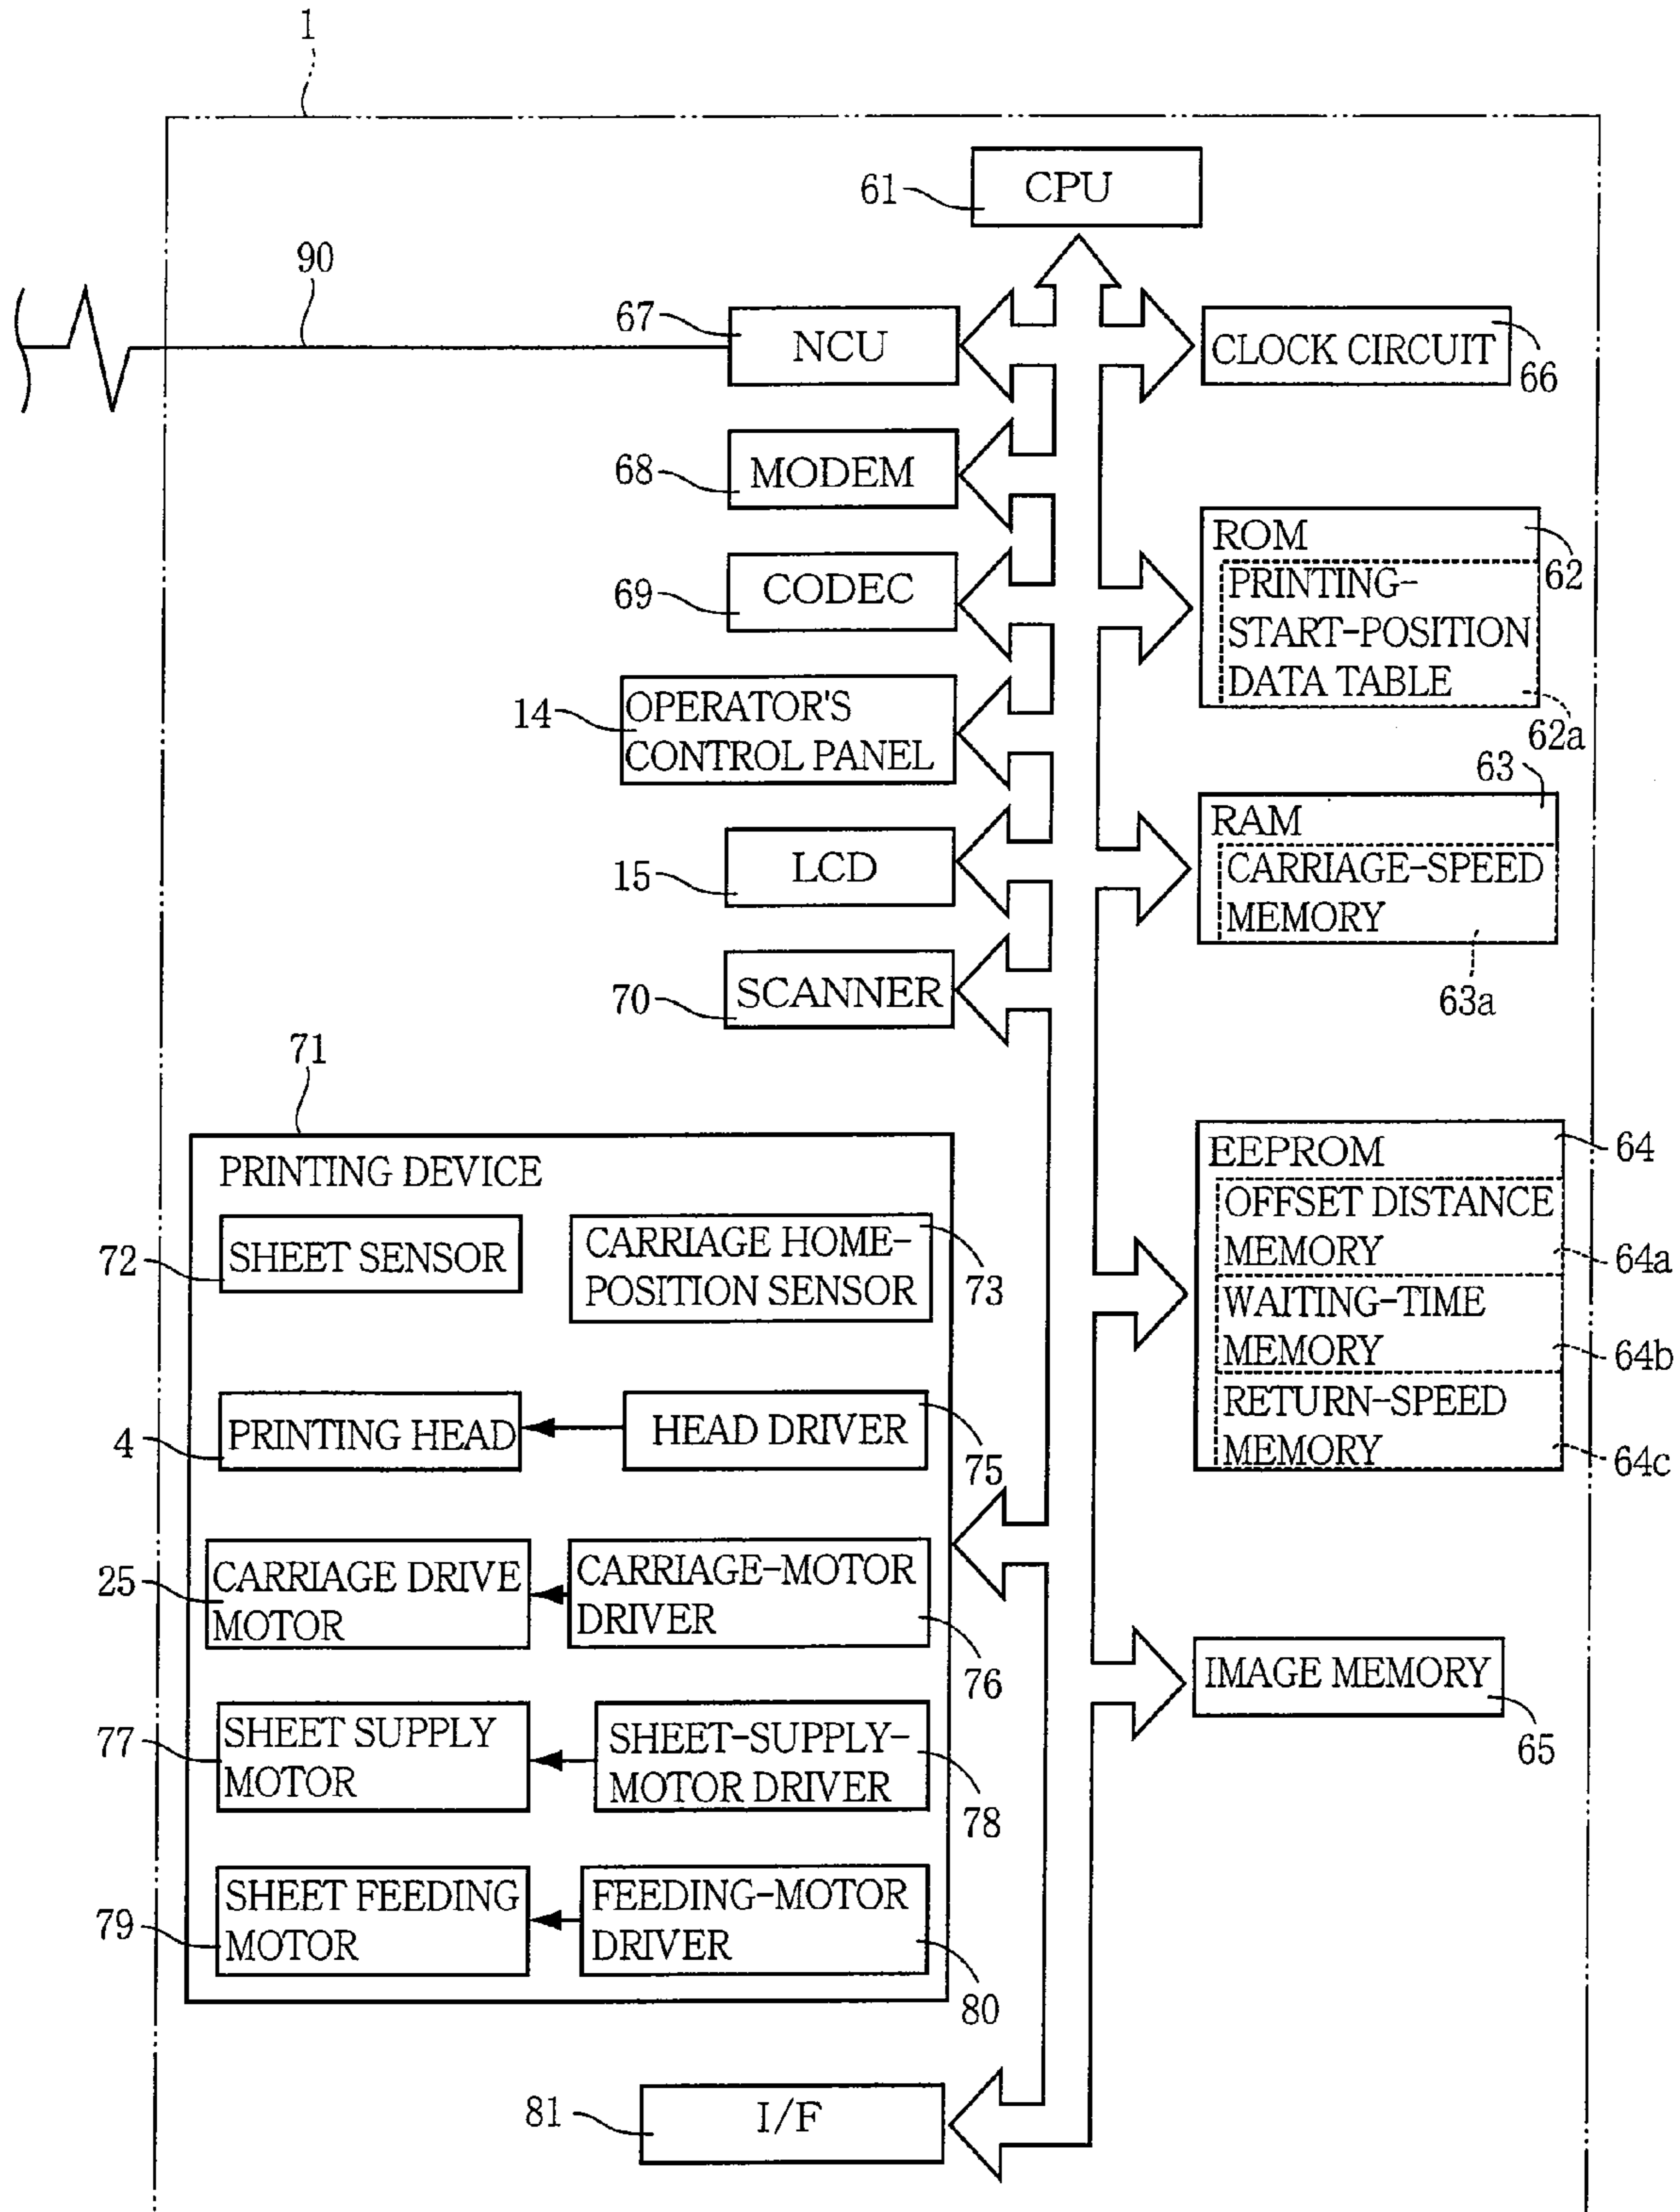 1
CPU
61
90
67
NCU
CLOCK CIRCUIT
66
68
MODEM
69
CODEC
ROM
62
PRINTING-
START-POSITION
DATA TABLE
62a
14
OPERATOR'S
CONTROL PANEL
63
RAM
CARRIAGE-SPEED
MEMORY
63a
15
LCD
70
SCANNER
71
PRINTING DEVICE
72
SHEET SENSOR
CARRIAGE HOME-
POSITION SENSOR
73
EEPROM
64
OFFSET DISTANCE
MEMORY
64a
WAITING-TIME
MEMORY
64b
RETURN-SPEED
MEMORY
64c
4
PRINTING HEAD
HEAD DRIVER
75
25
CARRIAGE DRIVE
MOTOR
CARRIAGE-MOTOR
DRIVER
76
IMAGE MEMORY
65
77
SHEET SUPPLY
MOTOR
SHEET-SUPPLY-
MOTOR DRIVER
78
79
SHEET FEEDING
MOTOR
FEEDING-MOTOR
DRIVER
80
81
I/F